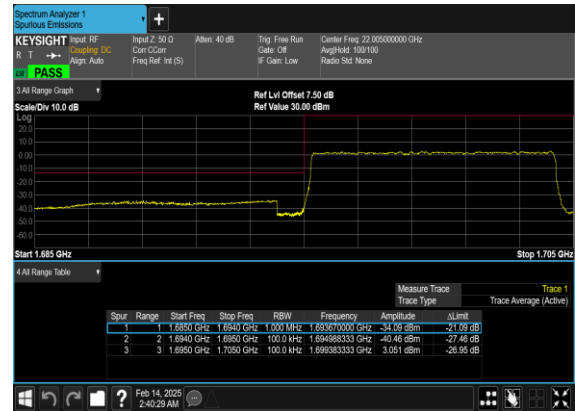 Spectrum Analyzer 1
Spurious Emissions
KEYSIGHT Input: RF Input Z: 50 Ω Atten: 40 dB Trig: Free Run Center Freq: 22.005000000 GHz
R T Coupling: DC Corr CCorr Gate: Off Avg|Hold: 100/100
Align: Auto Freq Ref: Int (S) IF Gain: Low Radio Std: None
PASS
3 All Range Graph
Ref Lvl Offset 7.50 dB
Scale/Div 10.0 dB Ref Value 30.00 dBm
Log
20.0
10.0
0.00
-10.0
-20.0
-30.0
-40.0
-50.0
-60.0
Start 1.685 GHz Stop 1.705 GHz
4 All Range Table
Measure Trace Trace 1
Trace Type Trace Average (Active)
Spur Range Start Freq Stop Freq RBW Frequency Amplitude ΔLimit
1 1 1.6850 GHz 1.6940 GHz 1.000 MHz 1.693670000 GHz -34.09 dBm -21.09 dB
2 2 1.6940 GHz 1.6950 GHz 100.0 kHz 1.694988333 GHz -40.46 dBm -27.46 dB
3 3 1.6950 GHz 1.7050 GHz 100.0 kHz 1.699383333 GHz 3.051 dBm -26.95 dB
? Feb 14, 2025
2:40:29 AM